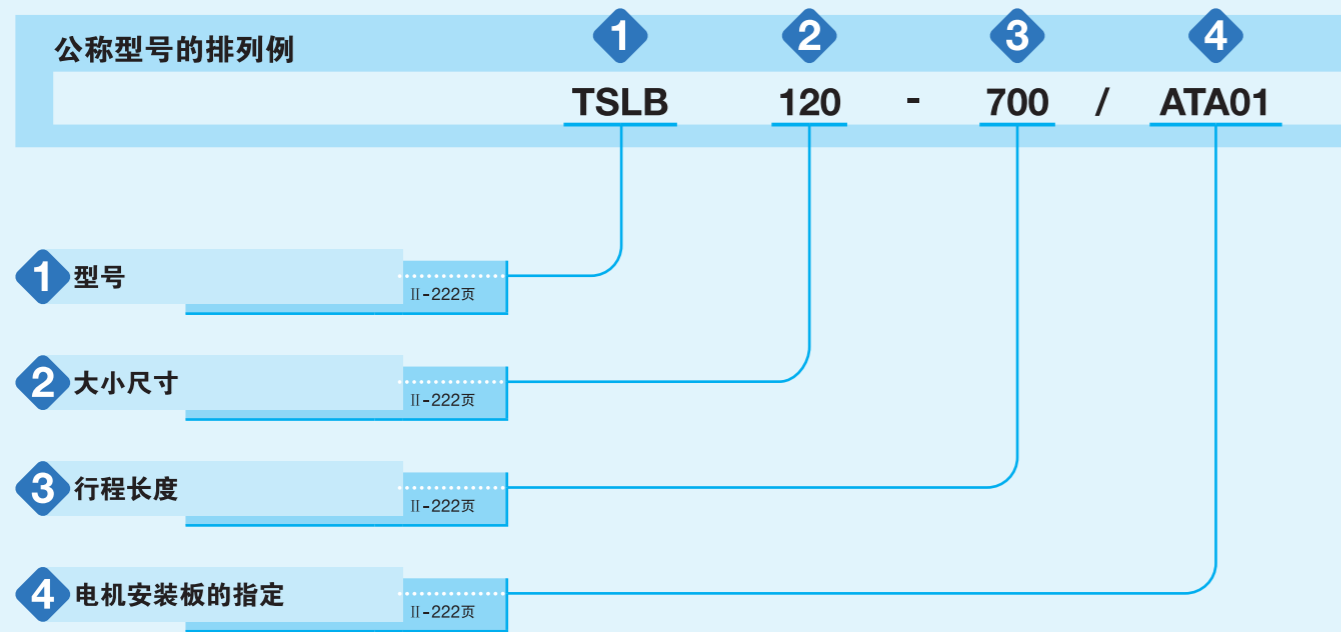 公称型号的排列例
1 2 3 4
TSLB 120 - 700 / ATA01
1 型号
II-222页
2 大小尺寸
II-222页
3 行程长度
II-222页
4 电机安装板的指定
II-222页